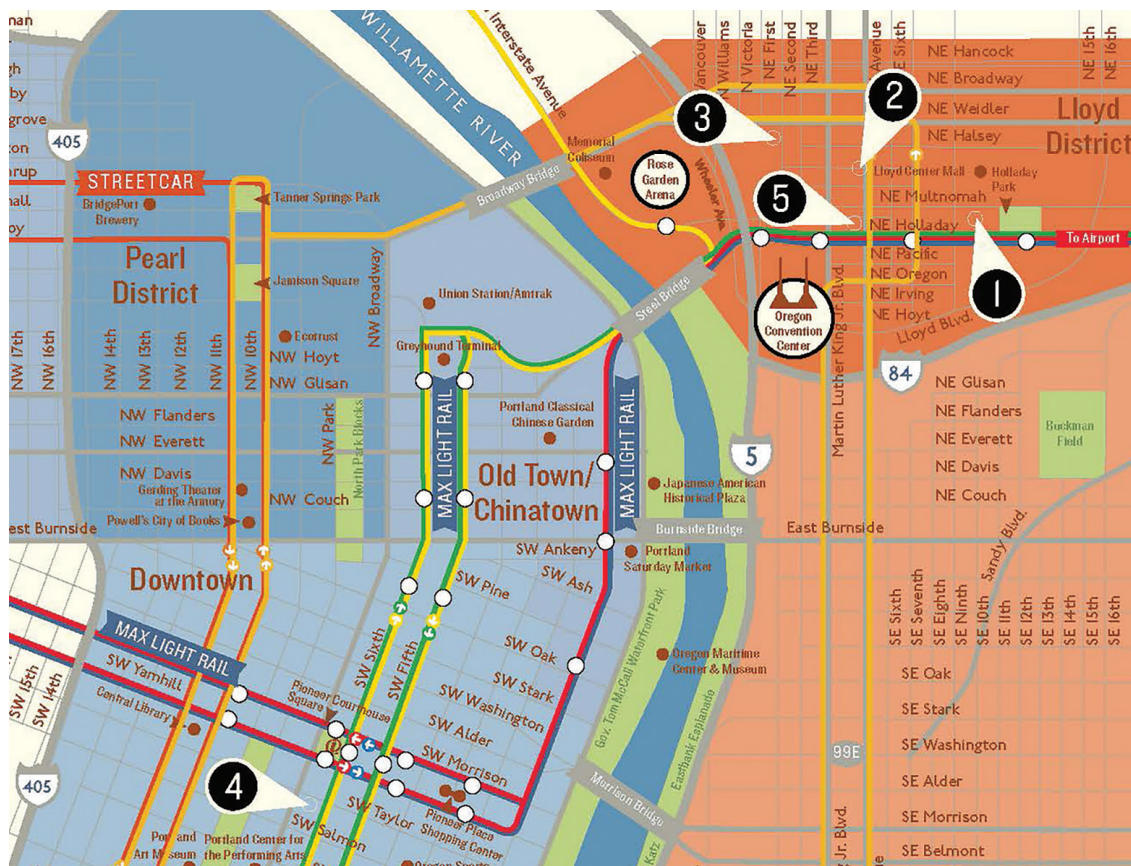 WILLAMETTE RIVER
Interstate Avenue
Vancouver
N Williams
N Victoria
NE First
NE Second
NE Third
Avenue
NE Sixth
NE Hancock
NE 15th
NE 16th
NE Broadway
NE Weidler
NE Halsey
Lloyd
District
405
3
2
Memorial
Coliseum
Rose
Garden
Arena
Wheeler Ave.
Lloyd Center Mall
Holladay
Park
NE Multnomah
5
NE Holladay
To Airport
NE Pacific
NE Oregon
NE Irving
NE Hoyt
Lloyd Blvd.
1
STREETCAR
BridgePort
Brewery
Tanner Springs Park
Broadway Bridge
Pearl
District
Jamison Square
NW Broadway
Union Station/Amtrak
Steel Bridge
Oregon
Convention
Center
Martin Luther King Jr. Blvd.
84
Ecotrust
NW Hoyt
Greyhound Terminal
NW 17th
NW 16th
NW 14th
NW 13th
NW 12th
NW 11th
NW 10th
NW Glisan
NE Glisan
NW Flanders
NW Park
North Park Blocks
Portland Classical
Chinese Garden
NE Flanders
NW Everett
NE Everett
Buckman
Field
MAX LIGHT RAIL
MAX LIGHT RAIL
5
NW Davis
NE Davis
Gerding Theater
at the Armory
NW Couch
Old Town/
Chinatown
Japanese American
Historical Plaza
NE Couch
Powell's City of Books
est Burnside
Burnside Bridge
East Burnside
SW Ankeny
Portland
Saturday Market
Sandy Blvd.
Downtown
SW Pine
SW Ash
SE Sixth
SE Seventh
SE Eighth
SE Ninth
SE 10th
SE 11th
SE 12th
SE 13th
SE 14th
SE 15th
SE 16th
MAX LIGHT RAIL
SW Sixth
SW Fifth
SW Oak
Gov. Tom McCall Waterfront Park
Oregon Maritime
Center & Museum
SE Oak
SW 15th
SW 14th
SW Yamhill
Pioneer Courthouse
Square
SW Stark
SE Stark
Central Library
SW Washington
Eastbank Esplanade
SE Washington
SW Alder
99E
405
4
SW Morrison
Morrison Bridge
SE Alder
SW Taylor
Pioneer Place
Shopping Center
SE Morrison
SW Salmon
Art Museum
Portland Center for
the Performing Arts
Katz
Jr. Blvd.
SE Belmont